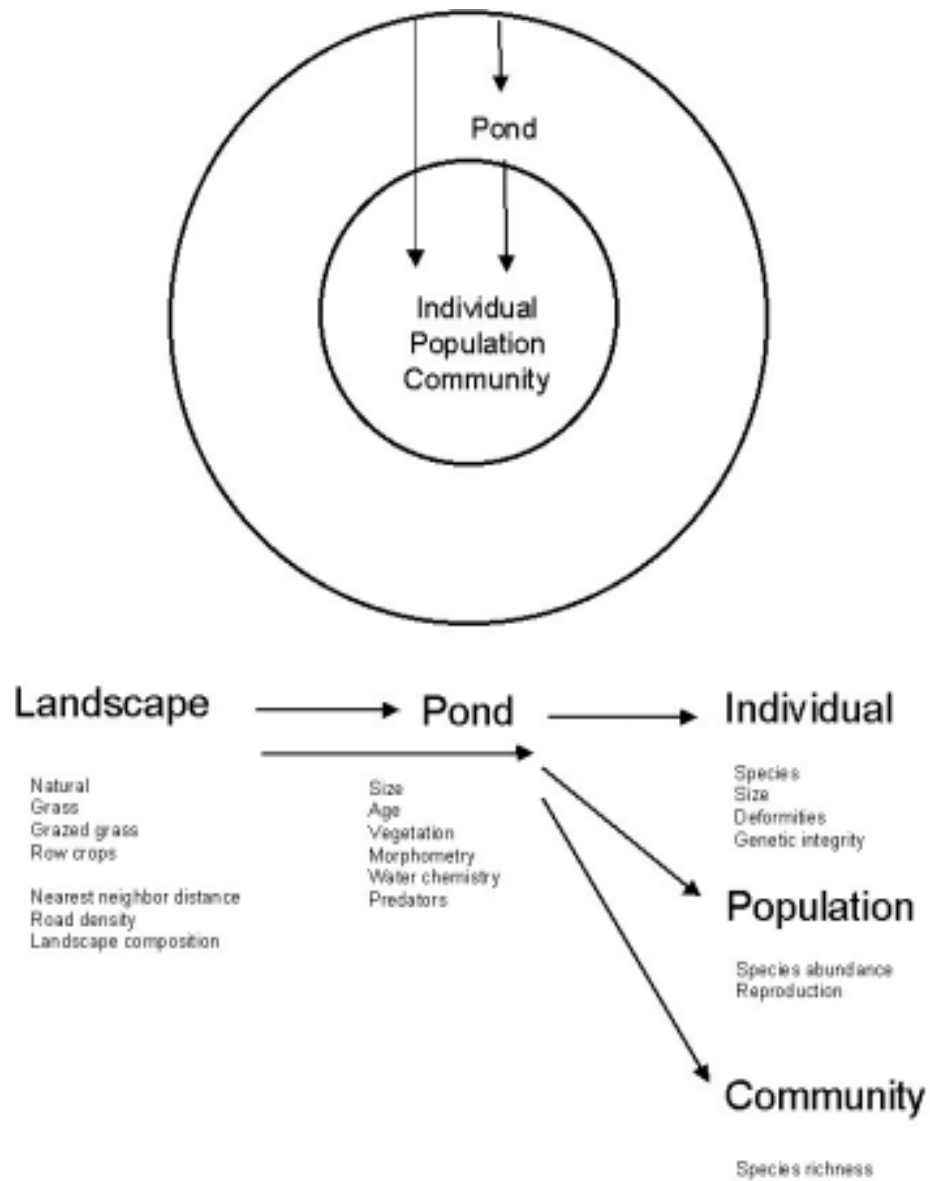 Pond
Individual
Population
Community
Landscape
Pond
Individual
Natural
Grass
Grazed grass
Row crops
Nearest neighbor distance
Road density
Landscape composition
Size
Age
Vegetation
Morphometry
Water chemistry
Predators
Species
Size
Deformities
Genetic integrity
Population
Species abundance
Reproduction
Community
Species richness